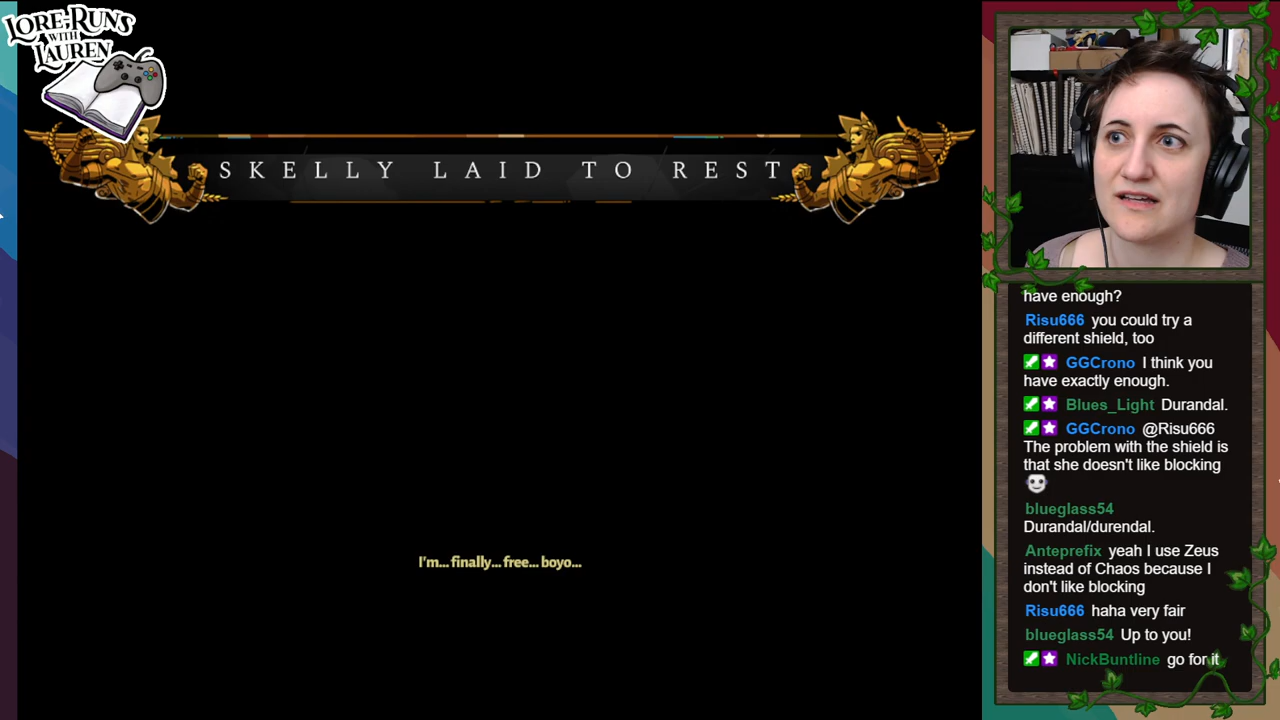 LORE-RUNS
WITH
LAUREN
SKELLY LAID TO REST
I'm... finally... free... boyo...
have enough?
Risu666 you could try a
different shield, too
GGCrono I think you
have exactly enough.
Blues_Light Durandal.
GGCrono @Risu666
The problem with the shield is
that she doesn't like blocking
blueglass54
Durandal/durendal.
Anteprefix yeah I use Zeus
instead of Chaos because I
don't like blocking
Risu666 haha very fair
blueglass54 Up to you!
NickBuntline go for it